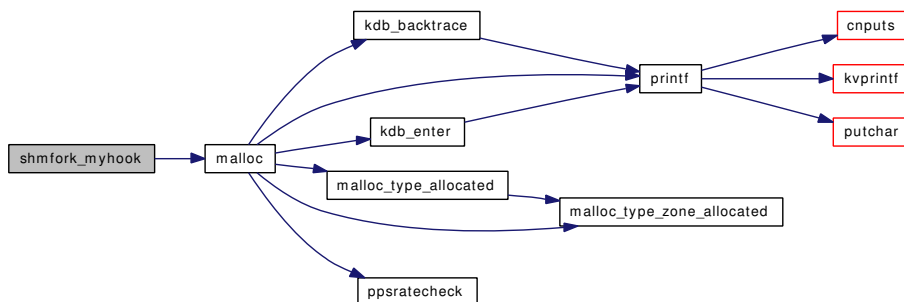 shmfork_myhook
malloc
kdb_backtrace
kdb_enter
malloc_type_allocated
ppsratecheck
printf
malloc_type_zone_allocated
cnputs
kvprintf
putchar